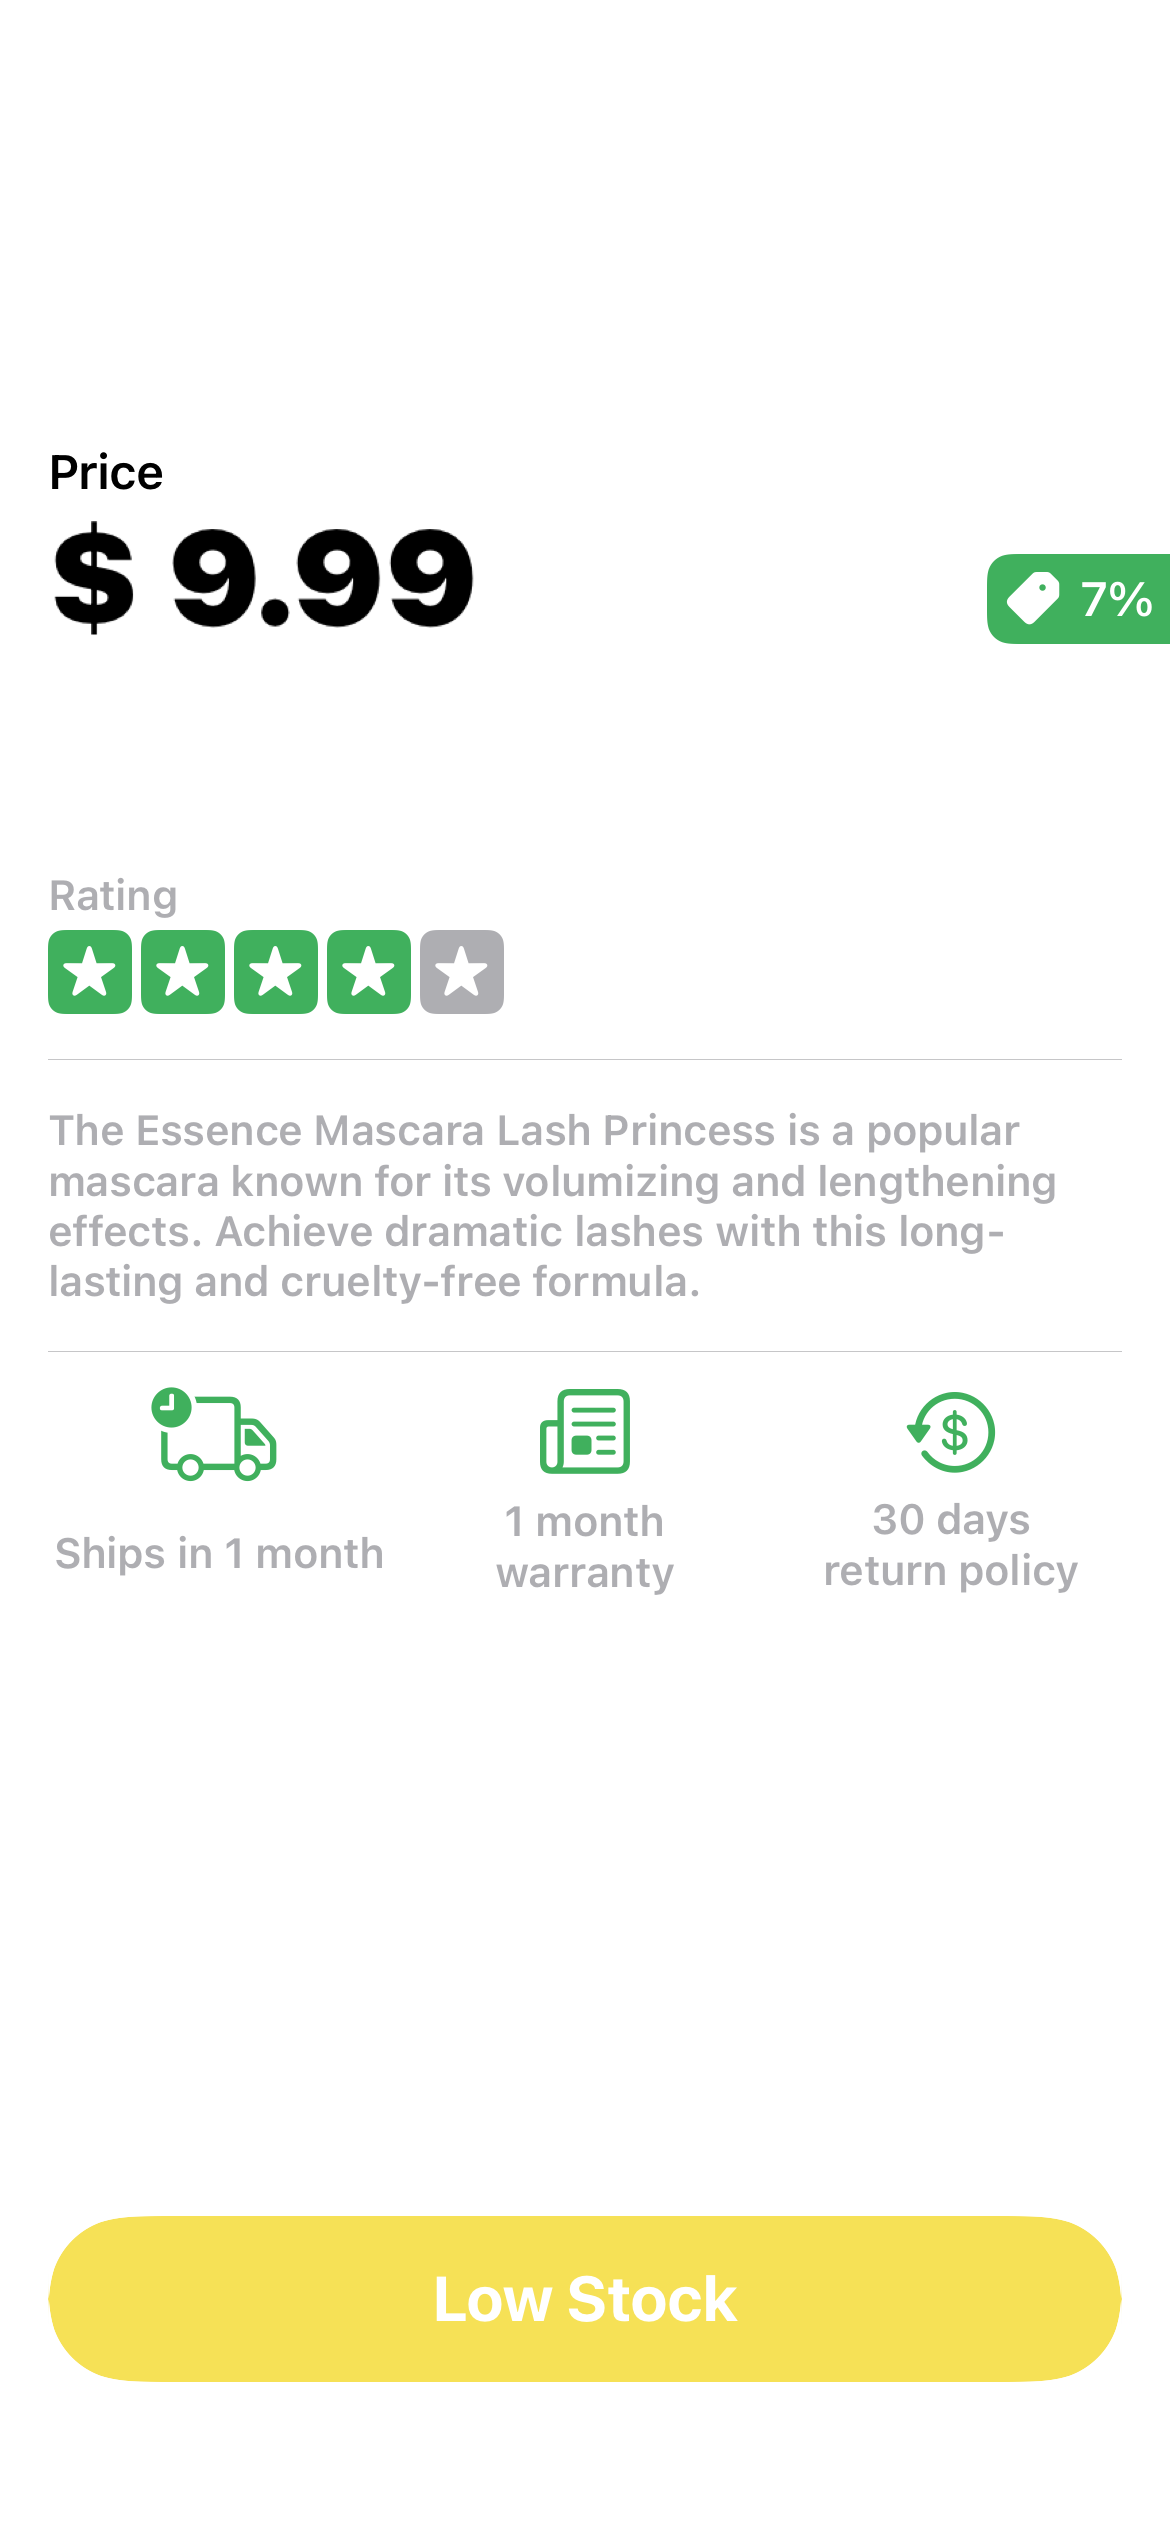 Price
$ 9.99
7%
Rating
The Essence Mascara Lash Princess is a popular
mascara known for its volumizing and lengthening
effects. Achieve dramatic lashes with this long-
lasting and cruelty-free formula.
Ships in 1 month
1 month
warranty
30 days
return policy
Low Stock